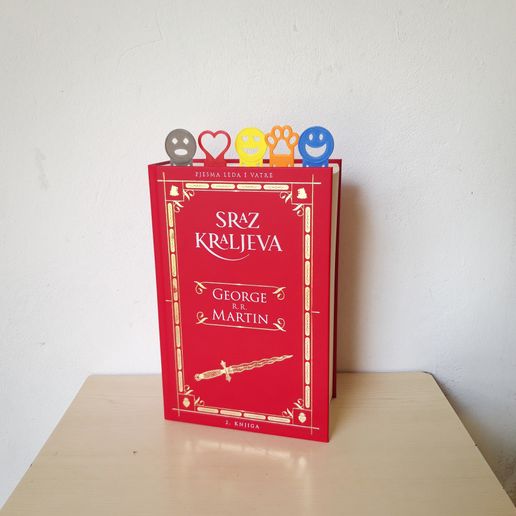 PJESMA LEDA I VATRE
SRaZ
KRaLJEVA
GEORGE
R. R.
MARTIN
2. KNJIGA